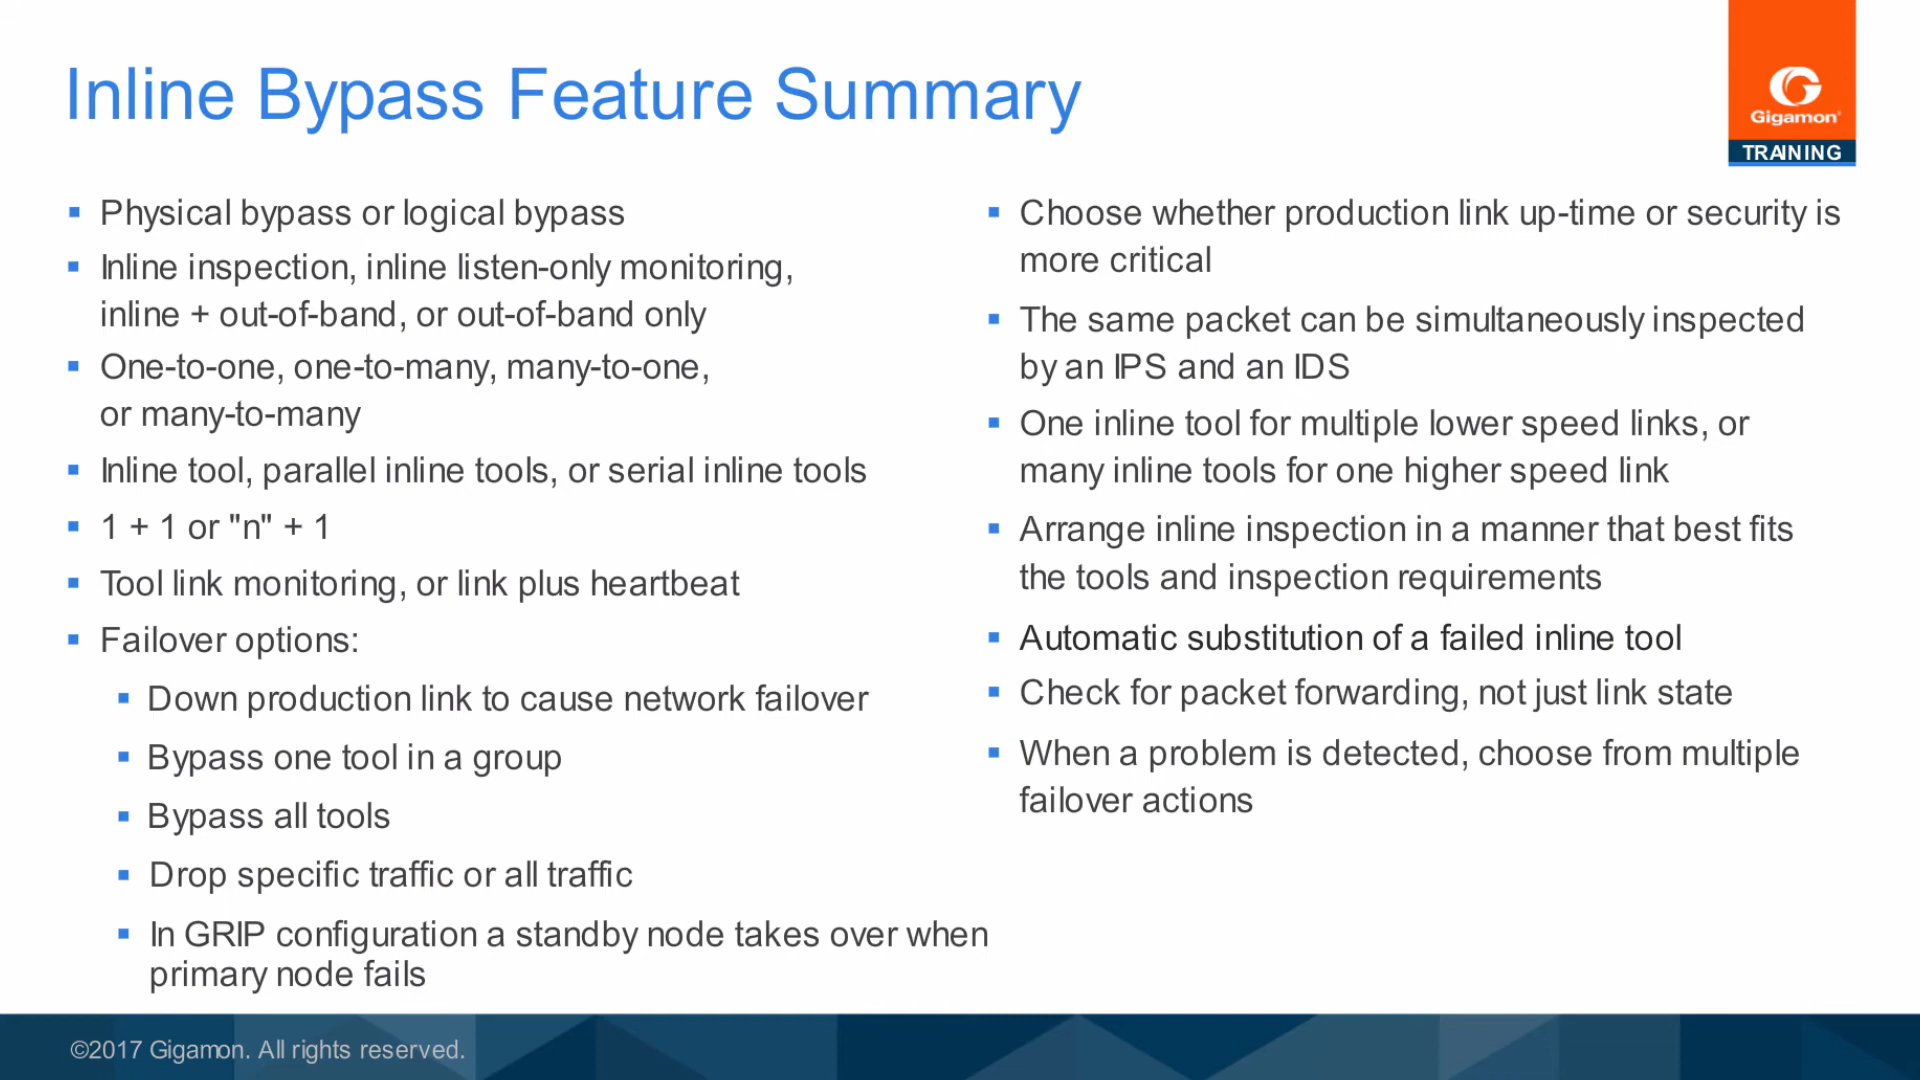 Inline Bypass Feature Summary
Gigamon®
TRAINING
▪ Physical bypass or logical bypass
▪ Inline inspection, inline listen-only monitoring,
inline + out-of-band, or out-of-band only
▪ One-to-one, one-to-many, many-to-one,
or many-to-many
▪ Inline tool, parallel inline tools, or serial inline tools
▪ 1 + 1 or "n" + 1
▪ Tool link monitoring, or link plus heartbeat
▪ Failover options:
▪ Down production link to cause network failover
▪ Bypass one tool in a group
▪ Bypass all tools
▪ Drop specific traffic or all traffic
▪ In GRIP configuration a standby node takes over when
primary node fails
▪ Choose whether production link up-time or security is
more critical
▪ The same packet can be simultaneously inspected
by an IPS and an IDS
▪ One inline tool for multiple lower speed links, or
many inline tools for one higher speed link
▪ Arrange inline inspection in a manner that best fits
the tools and inspection requirements
▪ Automatic substitution of a failed inline tool
▪ Check for packet forwarding, not just link state
▪ When a problem is detected, choose from multiple
failover actions
©2017 Gigamon. All rights reserved.